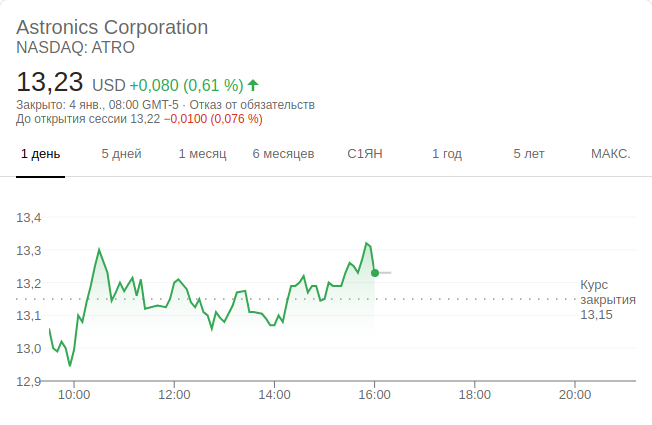 Astronics Corporation
NASDAQ: ATRO
13,23 USD +0,080 (0,61 %)
Закрыто: 4 янв., 08:00 GMT-5 · Отказ от обязательств
До открытия сессии 13,22 −0,0100 (0,076 %)
1 день 5 дней 1 месяц 6 месяцев С1ЯН 1 год 5 лет МАКС.
13,4
13,3
13,2
13,1
13,0
12,9
Курс
закрытия
13,15
10:00 12:00 14:00 16:00 18:00 20:00